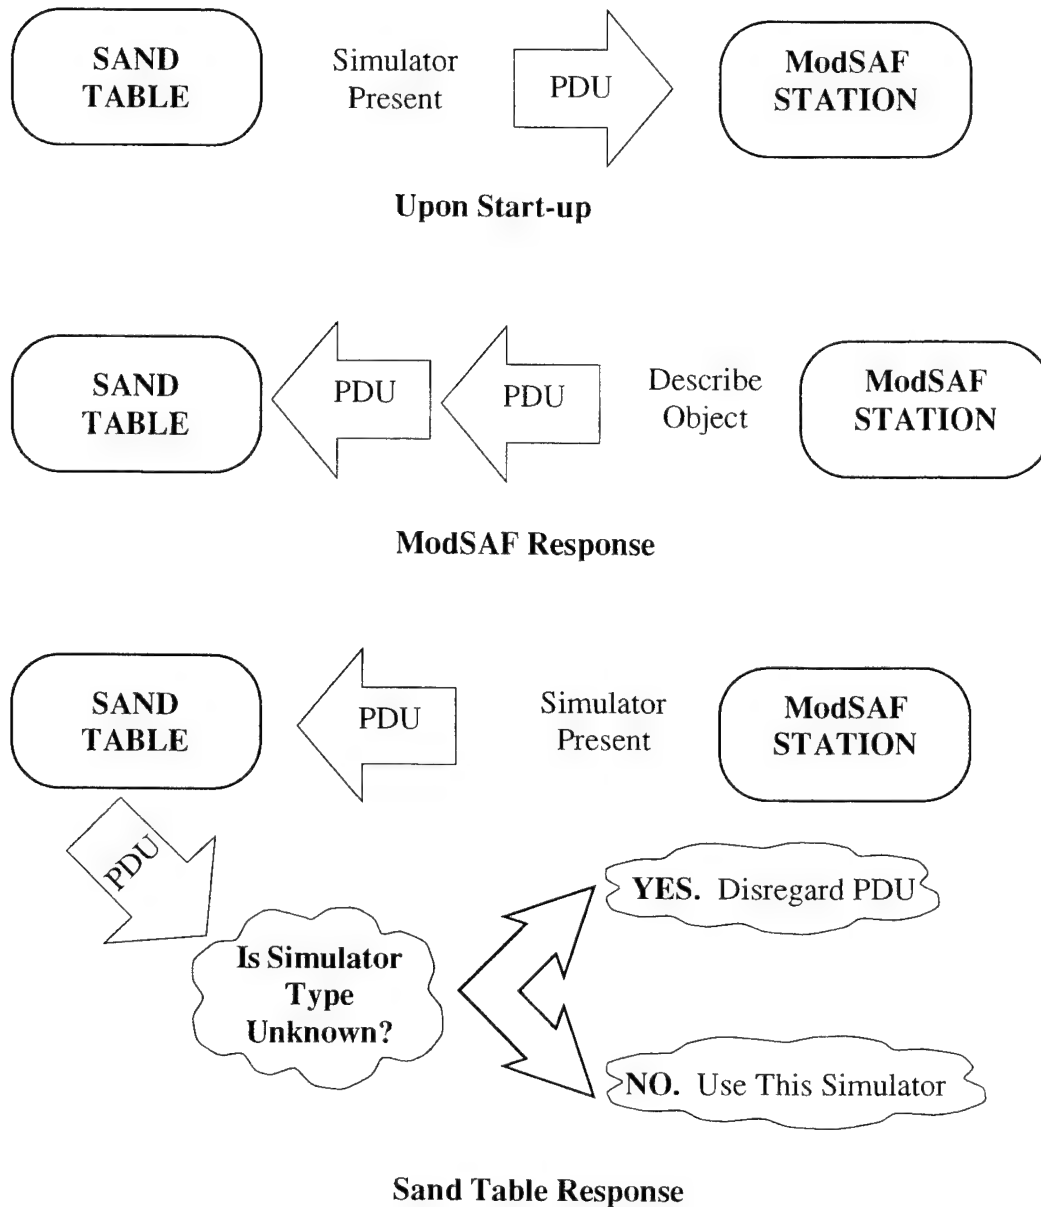 SAND
TABLE
Simulator
Present
PDU
ModSAF
STATION
Upon Start-up
SAND
TABLE
PDU
PDU
Describe
Object
ModSAF
STATION
ModSAF Response
SAND
TABLE
PDU
Simulator
Present
ModSAF
STATION
PDU
Is Simulator
Type
Unknown?
YES. Disregard PDU
NO. Use This Simulator
Sand Table Response